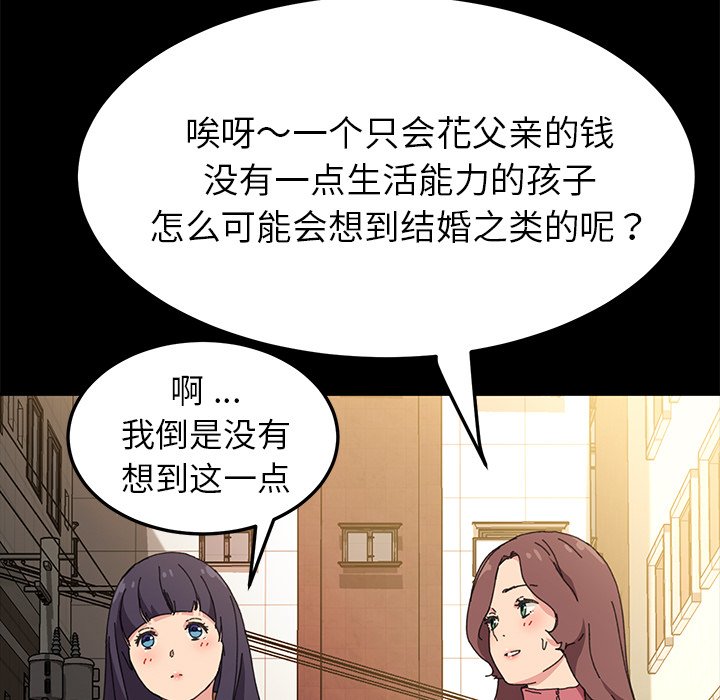 唉呀～一个只会花父亲的钱
没有一点生活能力的孩子
怎么可能会想到结婚之类的呢？
啊 ...
我倒是没有
想到这一点